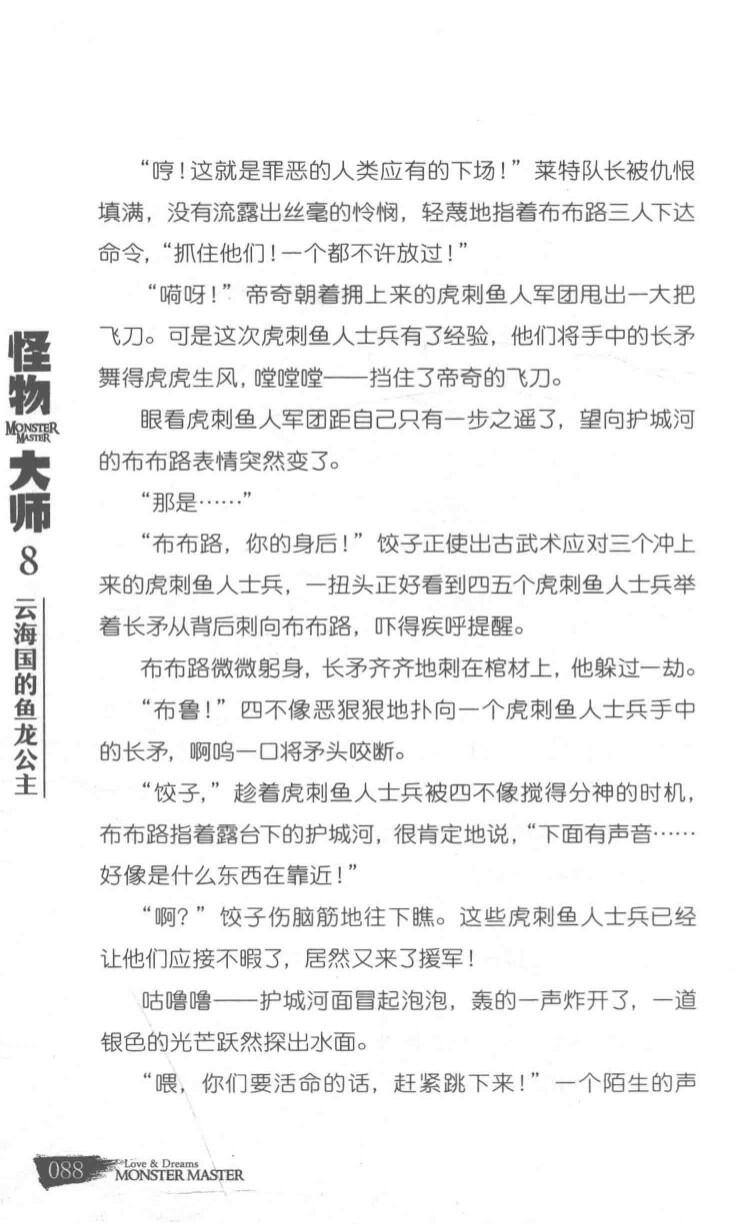 “哼！这就是罪恶的人类应有的下场！”莱特队长被仇恨
填满，没有流露出丝毫的怜悯，轻蔑地指着布布路三人下达
命令，“抓住他们！一个都不许放过！”
“嗬呀！”帝奇朝着拥上来的虎刺鱼人军团甩出一大把
飞刀。可是这次虎刺鱼人士兵有了经验，他们将手中的长矛
舞得虎虎生风，嘡嘡嘡——挡住了帝奇的飞刀。
眼看虎刺鱼人军团距自己只有一步之遥了，望向护城河
的布布路表情突然变了。
“那是……”
“布布路，你的身后！”饺子正使出古武术应对三个冲上
来的虎刺鱼人士兵，一扭头正好看到四五个虎刺鱼人士兵举
着长矛从背后刺向布布路，吓得疾呼提醒。
布布路微微躬身，长矛齐齐地刺在棺材上，他躲过一劫。
“布鲁！”四不像恶狠狠地扑向一个虎刺鱼人士兵手中
的长矛，啊呜一口将矛头咬断。
“饺子，”趁着虎刺鱼人士兵被四不像搅得分神的时机，
布布路指着露台下的护城河，很肯定地说，“下面有声音……
好像是什么东西在靠近！”
“啊？”饺子伤脑筋地往下瞧。这些虎刺鱼人士兵已经
让他们应接不暇了，居然又来了援军！
咕噜噜——护城河面冒起泡泡，轰的一声炸开了，一道
银色的光芒跃然探出水面。
“喂，你们要活命的话，赶紧跳下来！”一个陌生的声
怪物
MONSTER
MASTER
大师
8
云海国的鱼龙公主
088
Love & Dreams
MONSTER MASTER